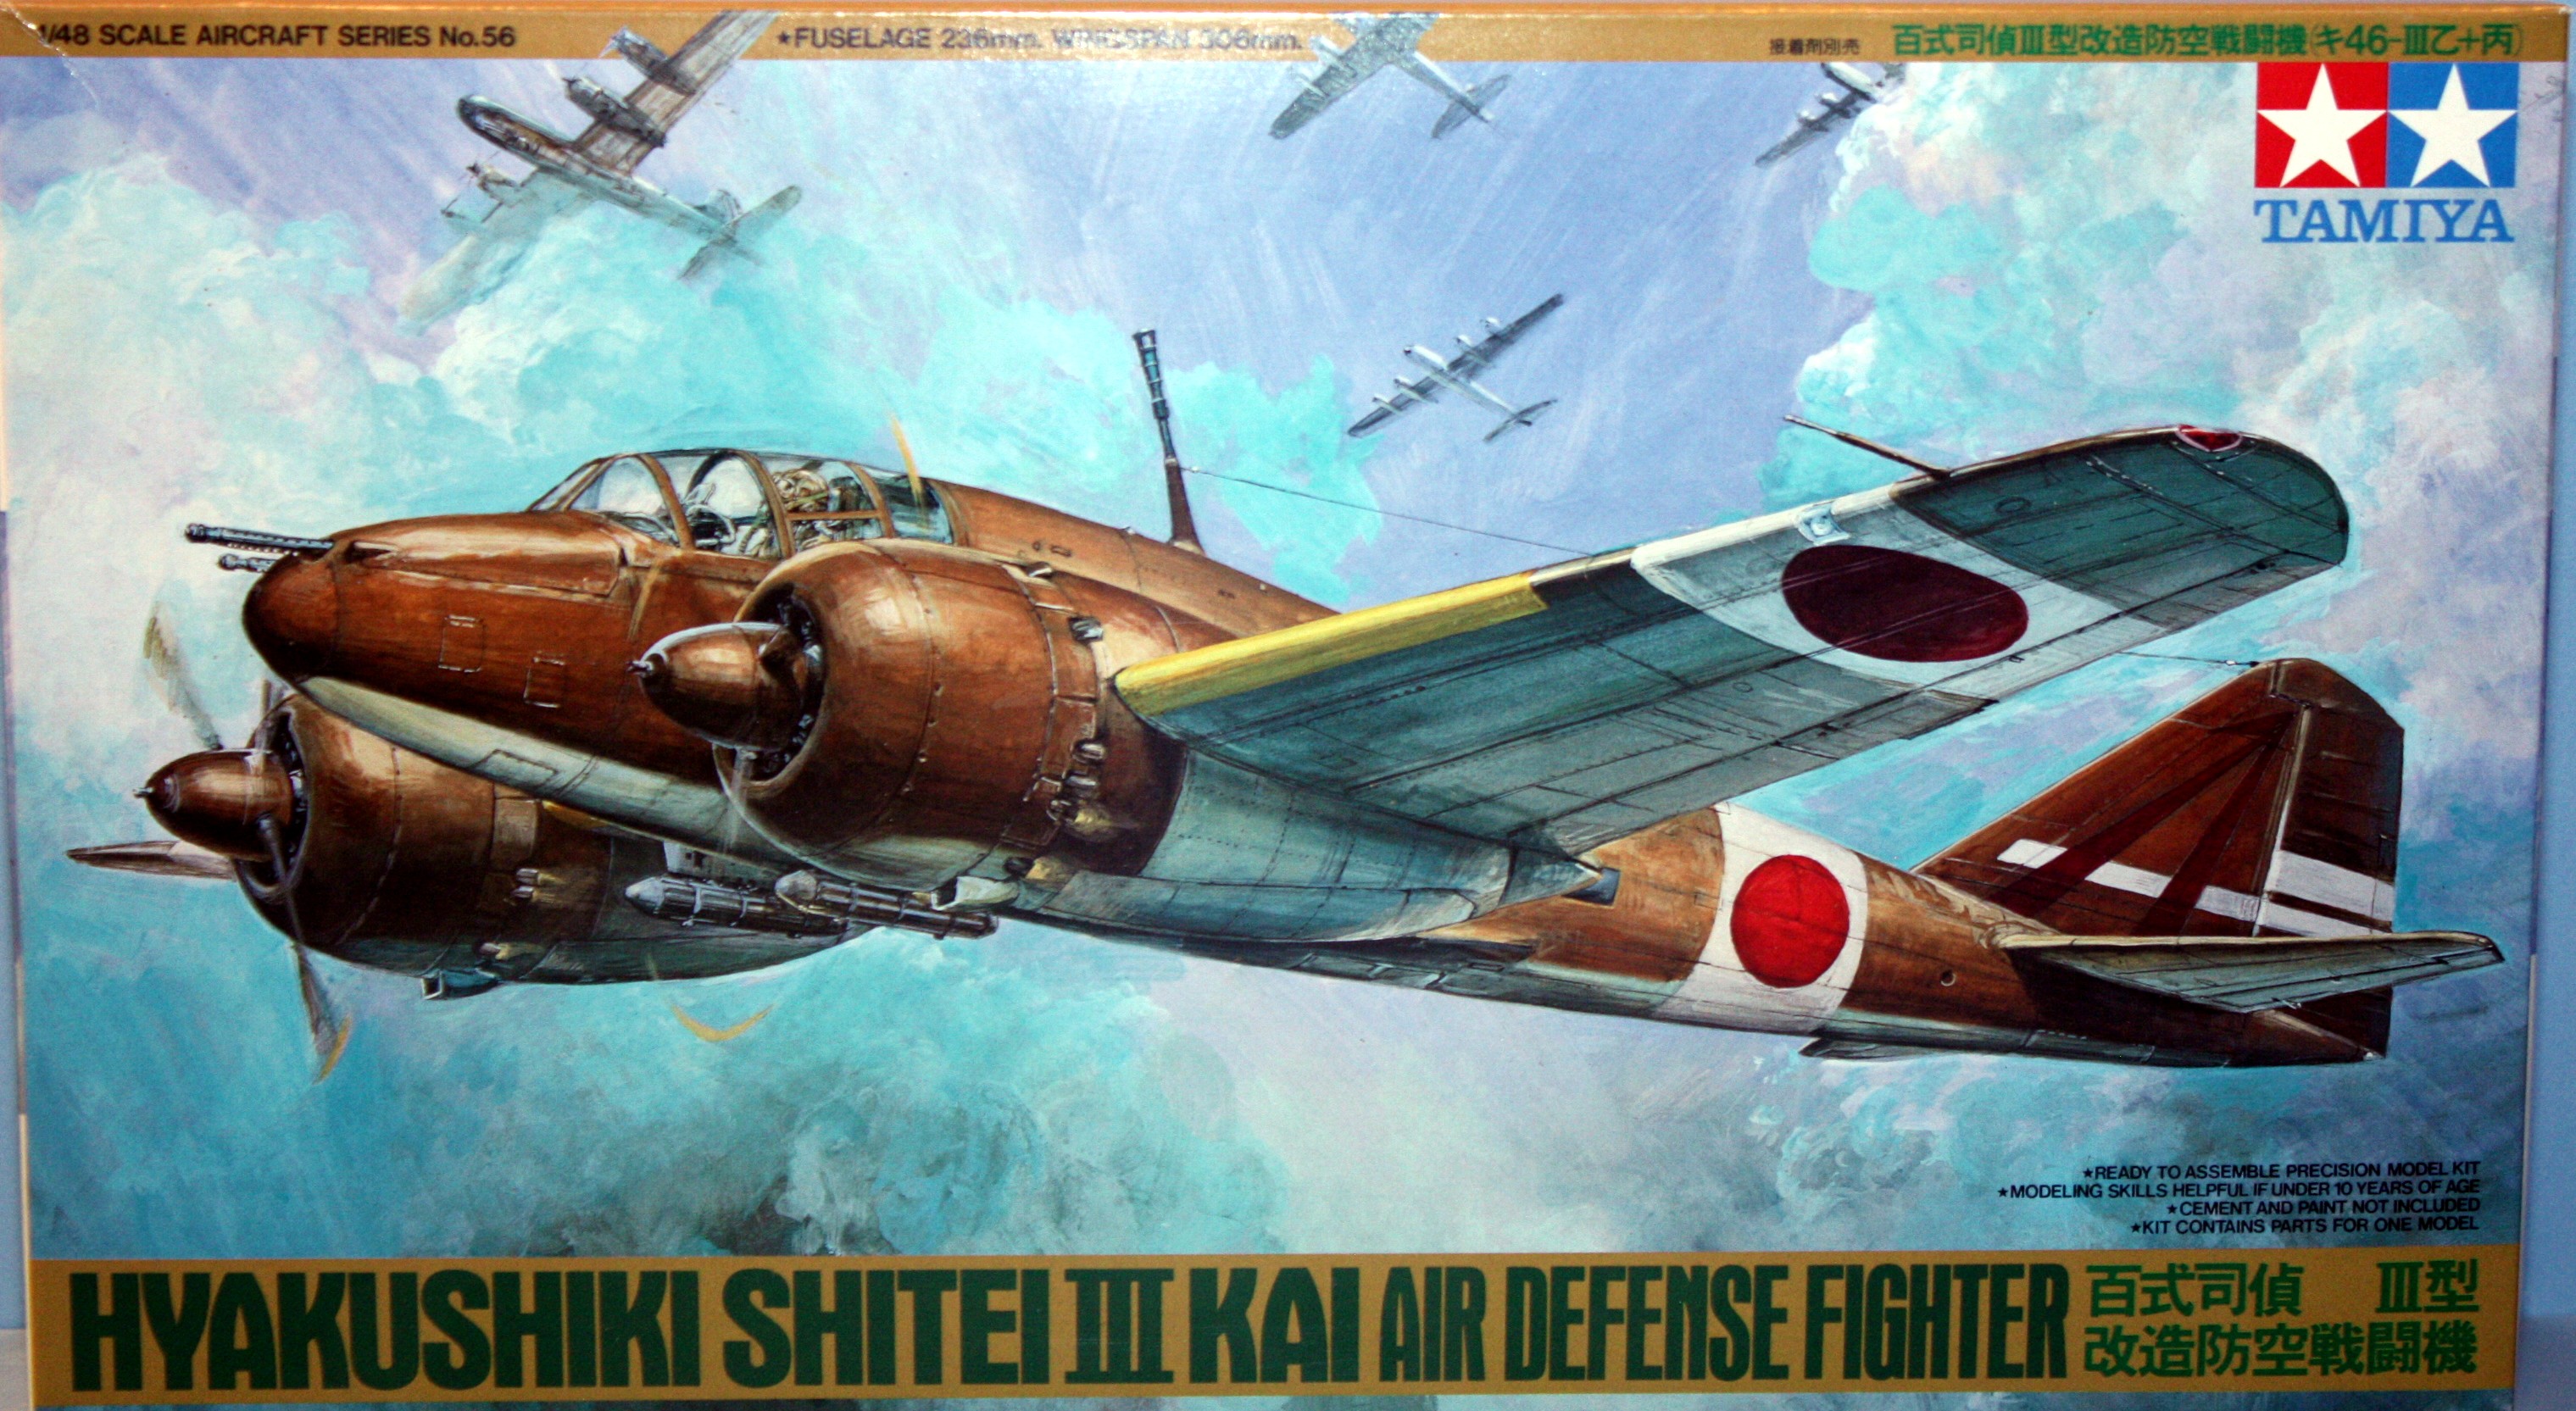 1/48 SCALE AIRCRAFT SERIES No.56
★FUSELAGE 236mm. WINGSPAN 306mm.
接着剤別売
百式司偵III型改造防空戦闘機(キ46-III乙+丙)
TAMIYA
★READY TO ASSEMBLE PRECISION MODEL KIT
★MODELING SKILLS HELPFUL IF UNDER 10 YEARS OF AGE
★CEMENT AND PAINT NOT INCLUDED
★KIT CONTAINS PARTS FOR ONE MODEL
HYAKUSHIKI SHITEI III KAI AIR DEFENSE FIGHTER
百式司偵 III型
改造防空戦闘機